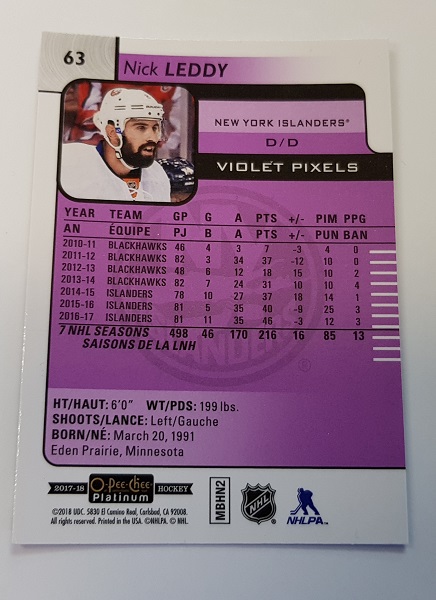 63
Nick LEDDY
NEW YORK ISLANDERS®
D/D
VIOLET PIXELS
YEAR TEAM GP G A PTS +/- PIM PPG
AN ÉQUIPE PJ B A PTS +/- PUN BAN
2010-11 BLACKHAWKS 46 4 3 7 -3 4 0
2011-12 BLACKHAWKS 82 3 34 37 -12 10 0
2012-13 BLACKHAWKS 48 6 12 18 15 10 2
2013-14 BLACKHAWKS 82 7 24 31 10 10 4
2014-15 ISLANDERS 78 10 27 37 18 14 1
2015-16 ISLANDERS 81 5 35 40 -9 25 3
2016-17 ISLANDERS 81 11 35 46 -3 12 3
7 NHL SEASONS 498 46 170 216 16 85 13
SAISONS DE LA LNH
HT/HAUT: 6'0" WT/PDS: 199 lbs.
SHOOTS/LANCE: Left/Gauche
BORN/NÉ: March 20, 1991
Eden Prairie, Minnesota
2017-18 O-Pee-Chee Platinum HOCKEY
©2018 UDC. 5830 El Camino Real, Carlsbad, CA 92008.
All rights reserved. Printed in the USA. ©NHLPA. © NHL.
MBHN2
NHL
NHLPA